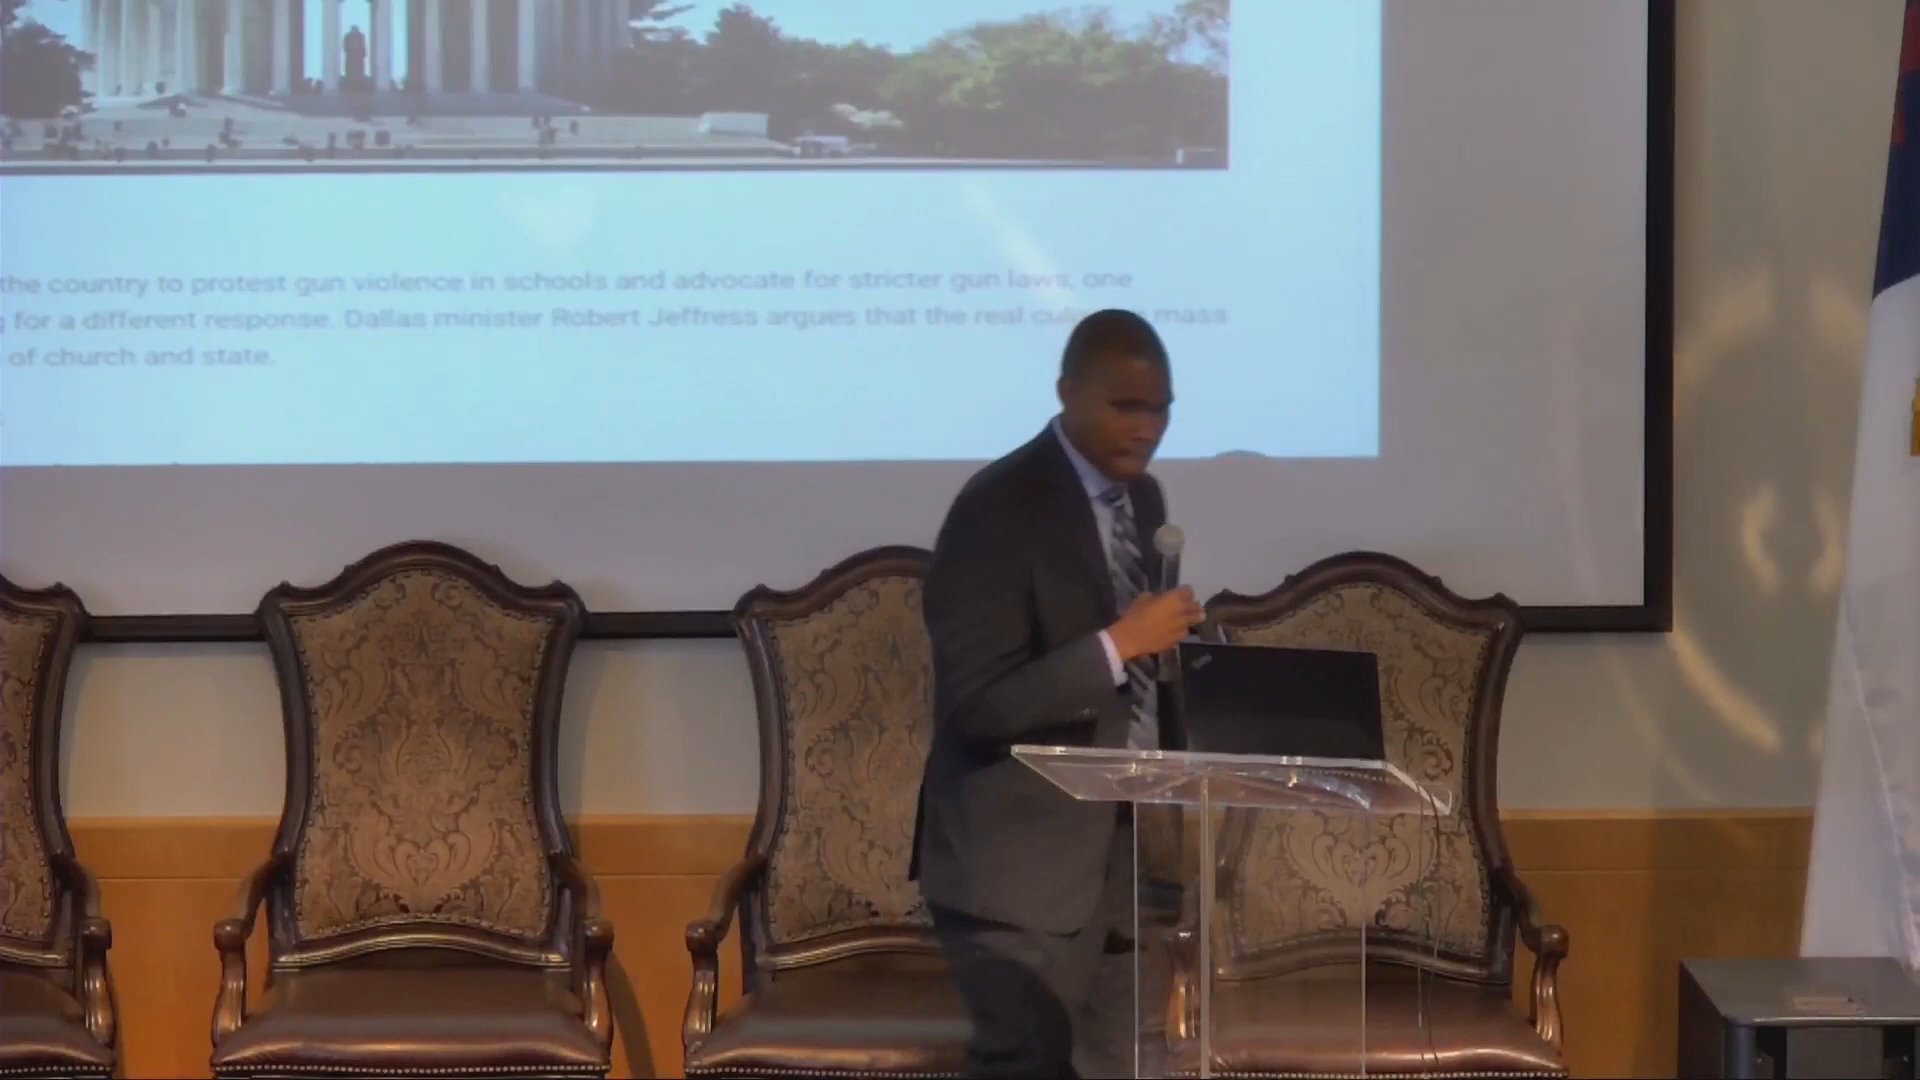 the country to protest gun violence in schools and advocate for stricter gun laws, one
for a different response. Dallas minister Robert Jeffress argues that the real mass
of church and state.